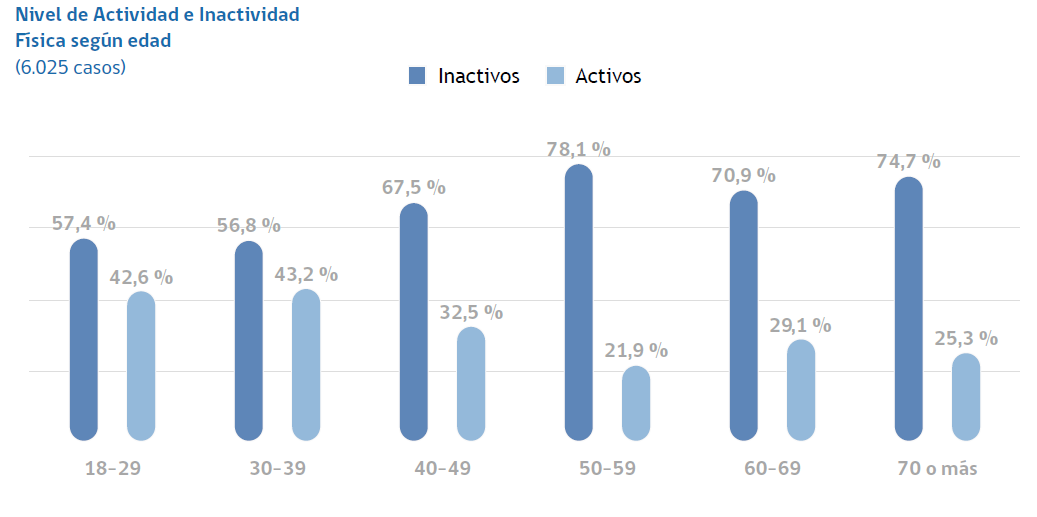 Nivel de Actividad e Inactividad
Física según edad
(6.025 casos)
Inactivos Activos
57,4 % 42,6 % 56,8 % 43,2 % 67,5 % 32,5 % 78,1 % 21,9 % 70,9 % 29,1 % 74,7 % 25,3 %
18-29 30-39 40-49 50-59 60-69 70 o más